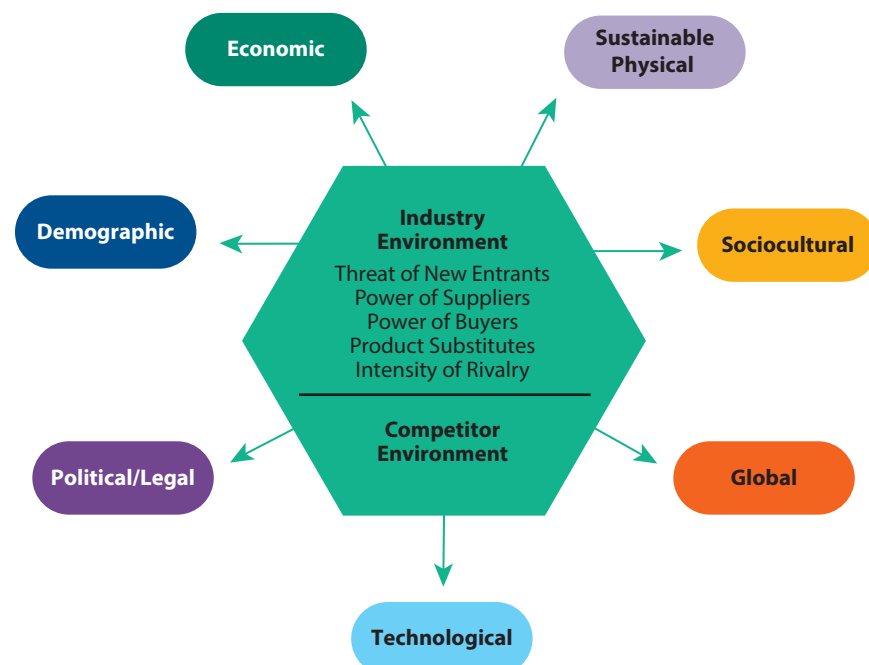 Economic
Sustainable
Physical
Demographic
Industry
Environment
Threat of New Entrants
Power of Suppliers
Power of Buyers
Product Substitutes
Intensity of Rivalry
Sociocultural
Competitor
Environment
Political/Legal
Global
Technological